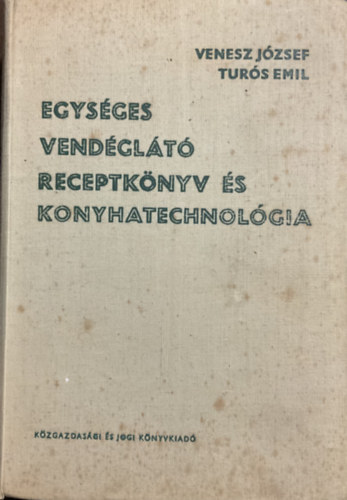 VENESZ JÓZSEF
TURÓS EMIL
EGYSÉGES
VENDÉGLÁTÓ
RECEPTKÖNYV ÉS
KONYHATECHNOLÓGIA
KÖZGAZDASÁGI ÉS JOGI KÖNYVKIADÓ